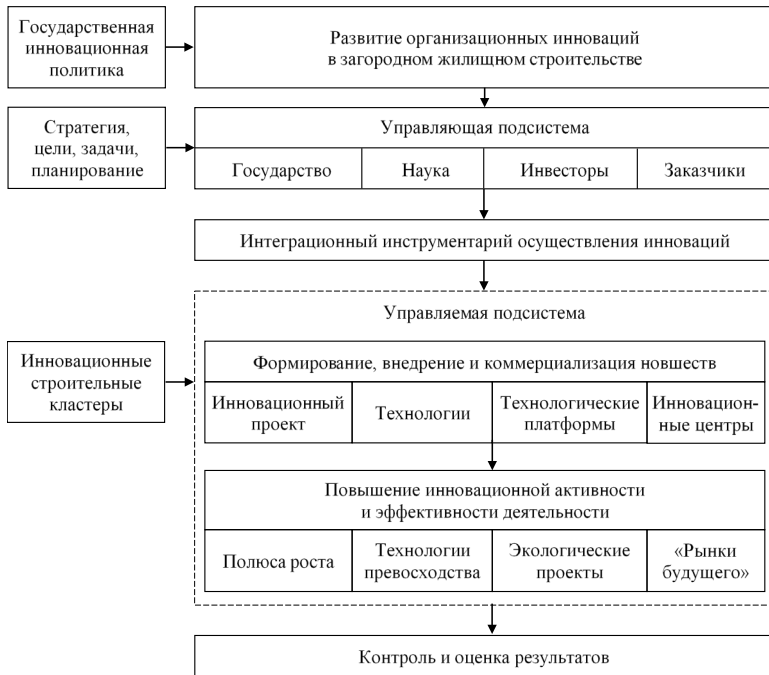 Государственная
инновационная
политика
Развитие организационных инноваций
в загородном жилищном строительстве
Стратегия,
цели, задачи,
планирование
Управляющая подсистема
Государство
Наука
Инвесторы
Заказчики
Интеграционный инструментарий осуществления инноваций
Управляемая подсистема
Инновационные
строительные
кластеры
Формирование, внедрение и коммерциализация новшеств
Инновационный
проект
Технологии
Технологические
платформы
Инновацион-
ные центры
Повышение инновационной активности
и эффективности деятельности
Полюса роста
Технологии
превосходства
Экологические
проекты
«Рынки
будущего»
Контроль и оценка результатов